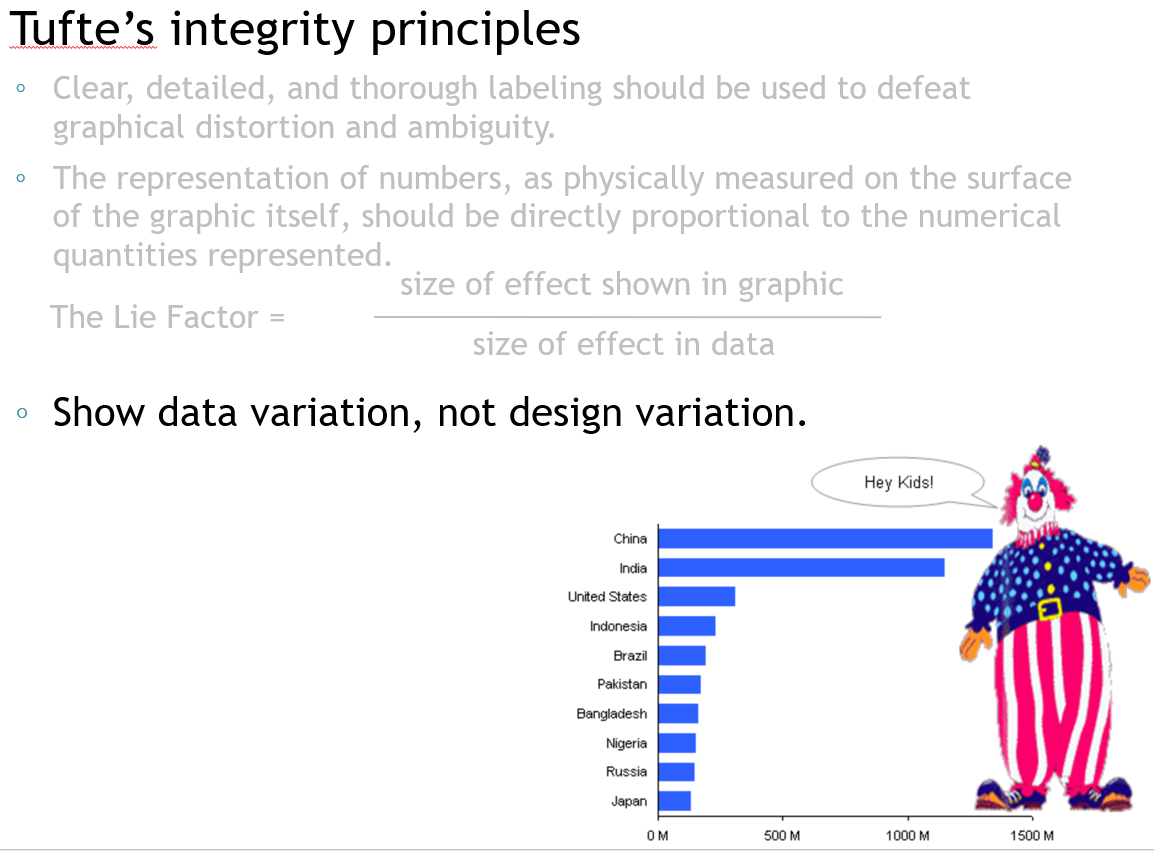 Tufte’s integrity principles
◦ Clear, detailed, and thorough labeling should be used to defeat
graphical distortion and ambiguity.
◦ The representation of numbers, as physically measured on the surface
of the graphic itself, should be directly proportional to the numerical
quantities represented.
size of effect shown in graphic
The Lie Factor =
size of effect in data
◦ Show data variation, not design variation.
Hey Kids!
China
India
United States
Indonesia
Brazil
Pakistan
Bangladesh
Nigeria
Russia
Japan
0 M 500 M 1000 M 1500 M